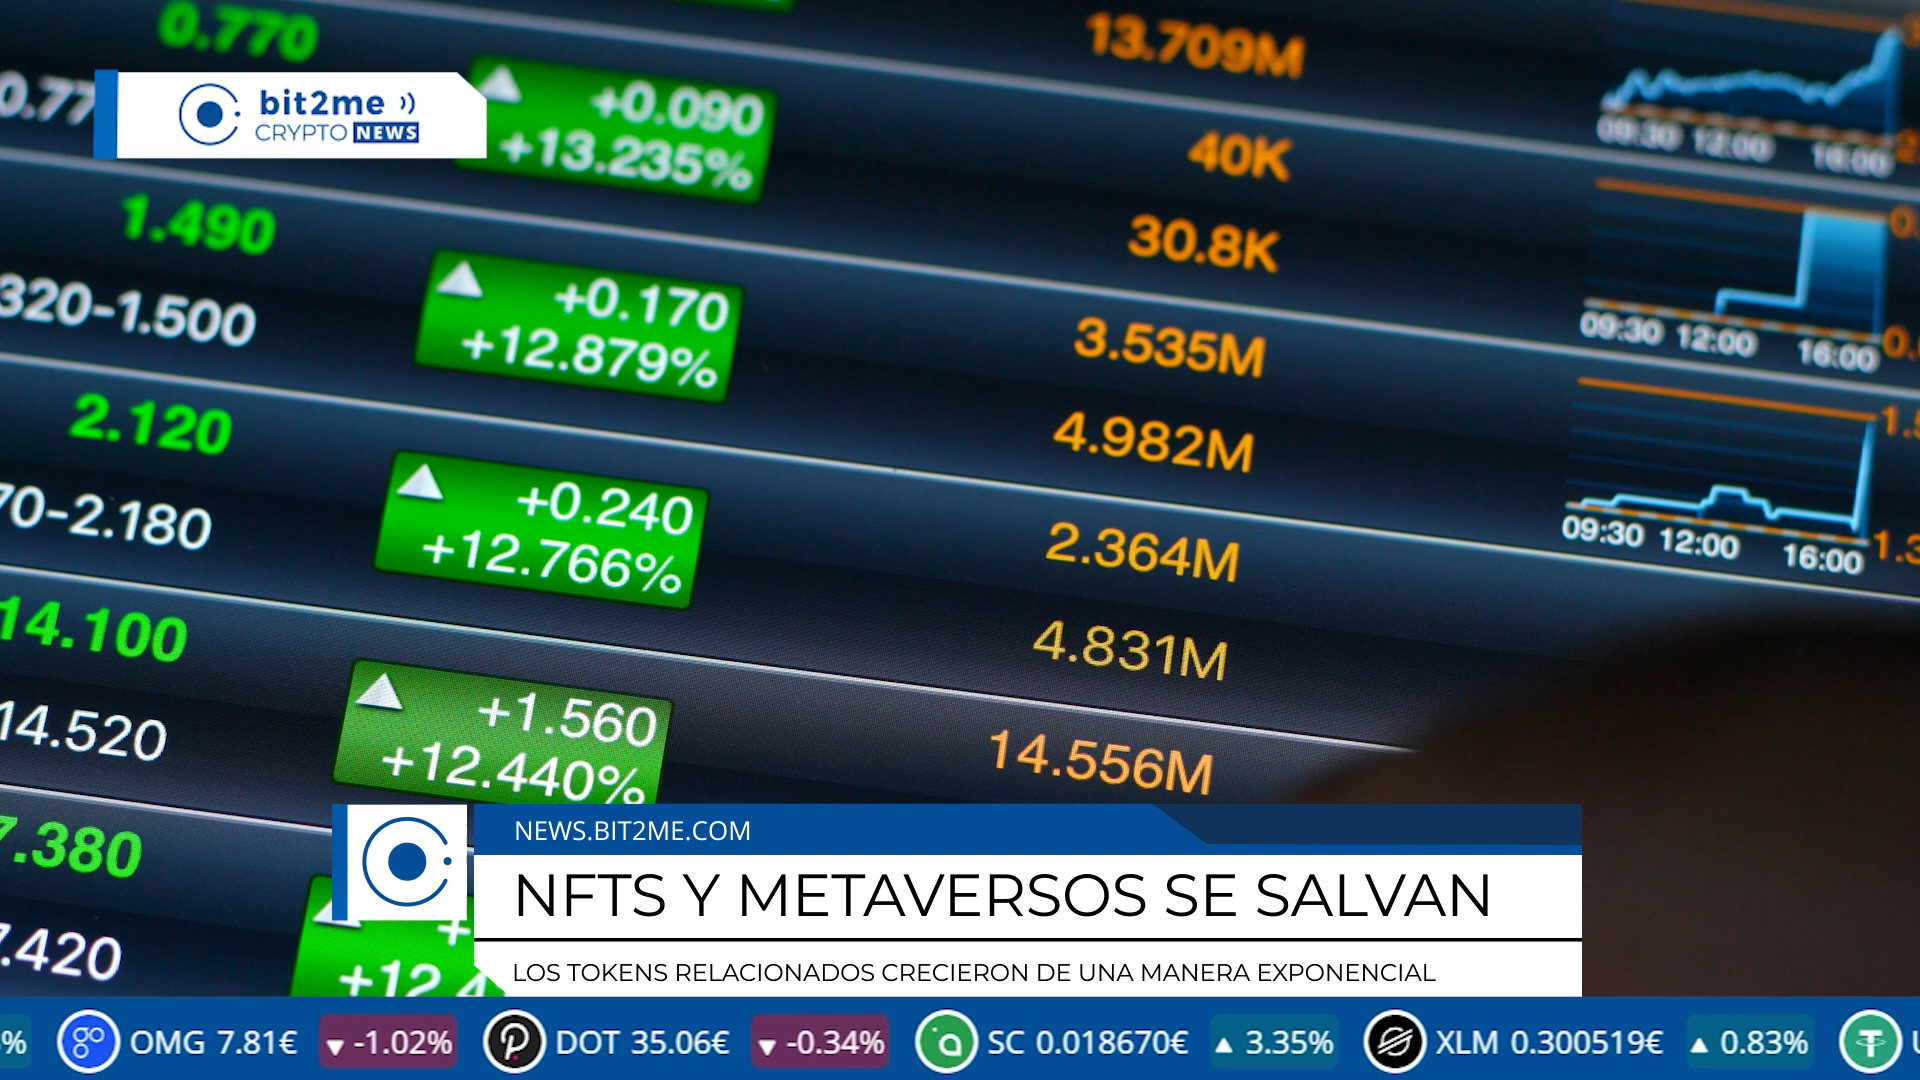 0.770
13.709M
0.77
bit2me
CRYPTO NEWS
+0.090
+13.235%
40K
09:30 12:00 16:00
1.490
30.8K
320-1.500
+0.170
+12.879%
3.535M
09:30 12:00 16:00
2.120
4.982M
70-2.180
+0.240
+12.766%
2.364M
09:30 12:00 16:00
14.100
4.831M
14.520
+1.560
+12.440%
14.556M
7.380
7.420
+
+12.4
NEWS.BIT2ME.COM
NFTS Y METAVERSOS SE SALVAN
LOS TOKENS RELACIONADOS CRECIERON DE UNA MANERA EXPONENCIAL
% OMG 7.81€ ▼ -1.02% DOT 35.06€ ▼ -0.34% SC 0.018670€ ▲ 3.35% XLM 0.300519€ ▲ 0.83%